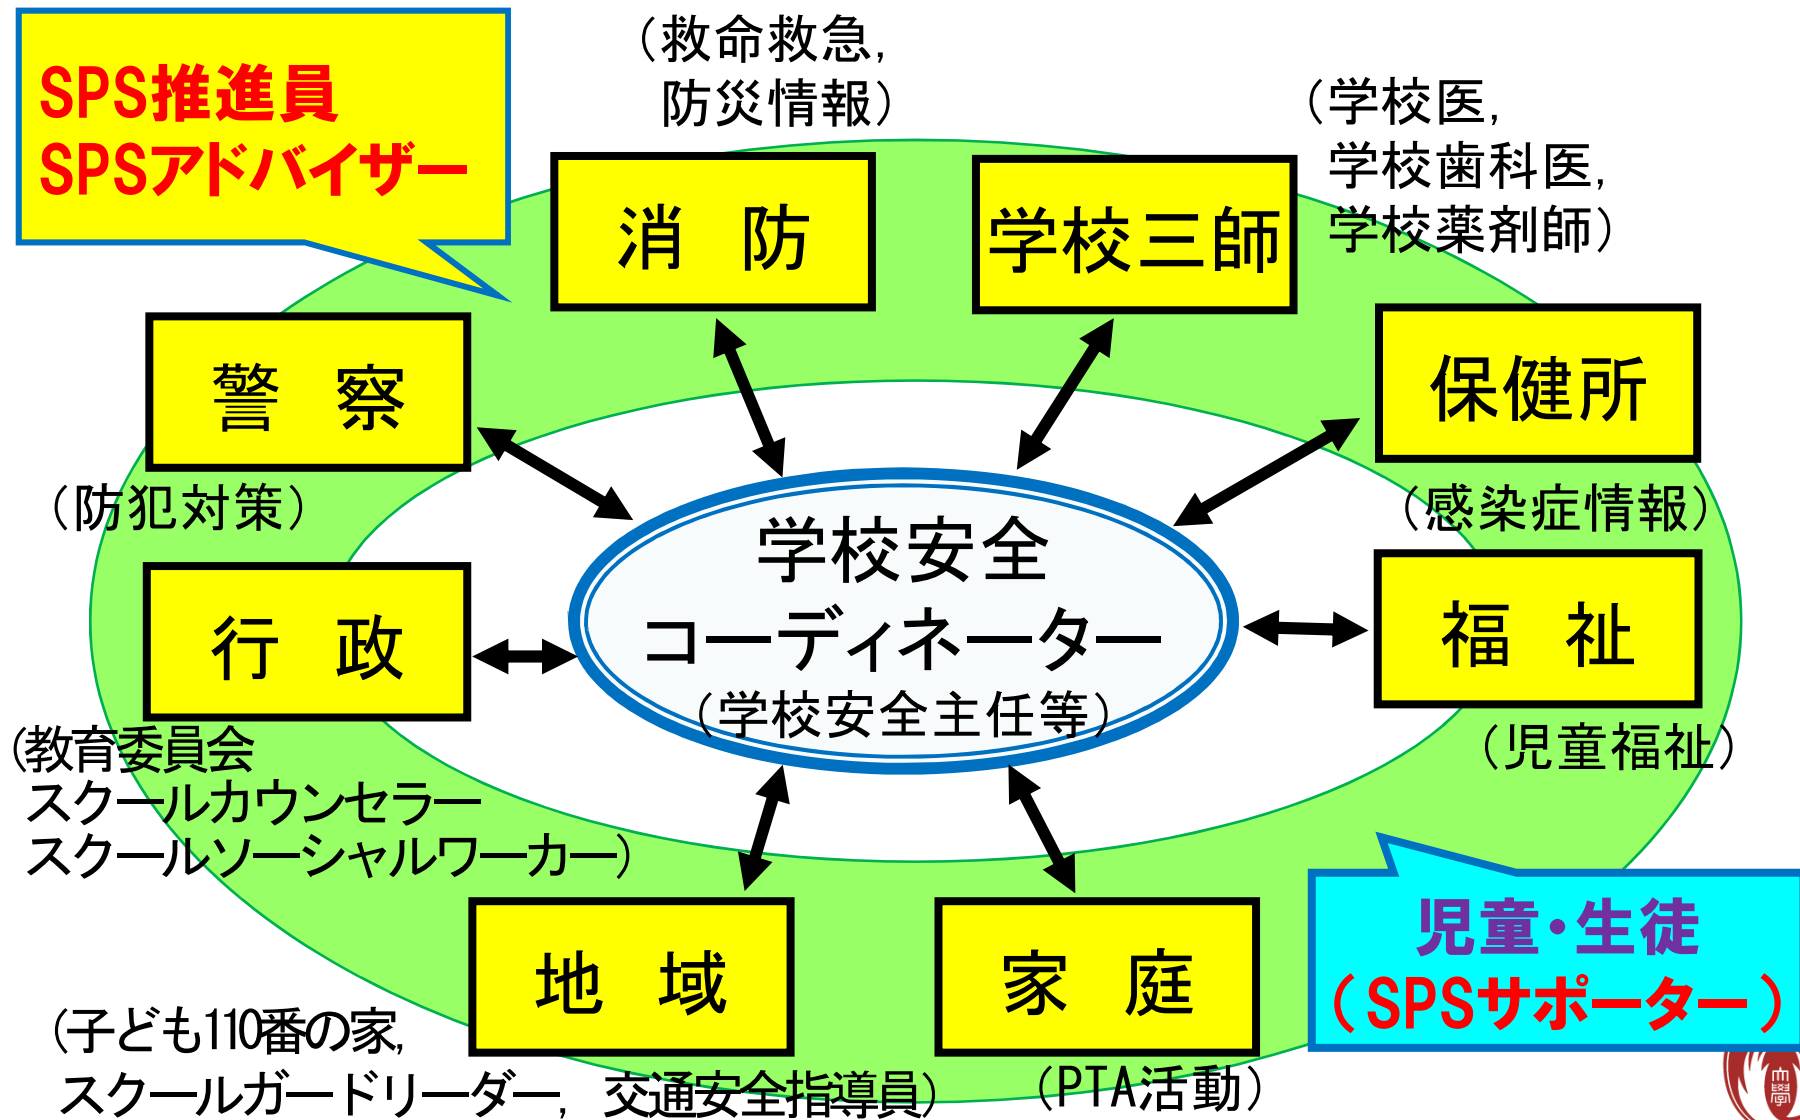 SPS推進員
SPSアドバイザー
（救命救急，
防災情報）
（学校医，
学校歯科医，
学校薬剤師）
消　防
学校三師
警　察
（防犯対策）
保健所
（感染症情報）
学校安全
コーディネーター
（学校安全主任等）
行　政
（教育委員会
スクールカウンセラー
スクールソーシャルワーカー）
福　祉
（児童福祉）
地　域
（子ども110番の家，
スクールガードリーダー，交通安全指導員）
家　庭
（PTA活動）
児童・生徒
（SPSサポーター）
大學